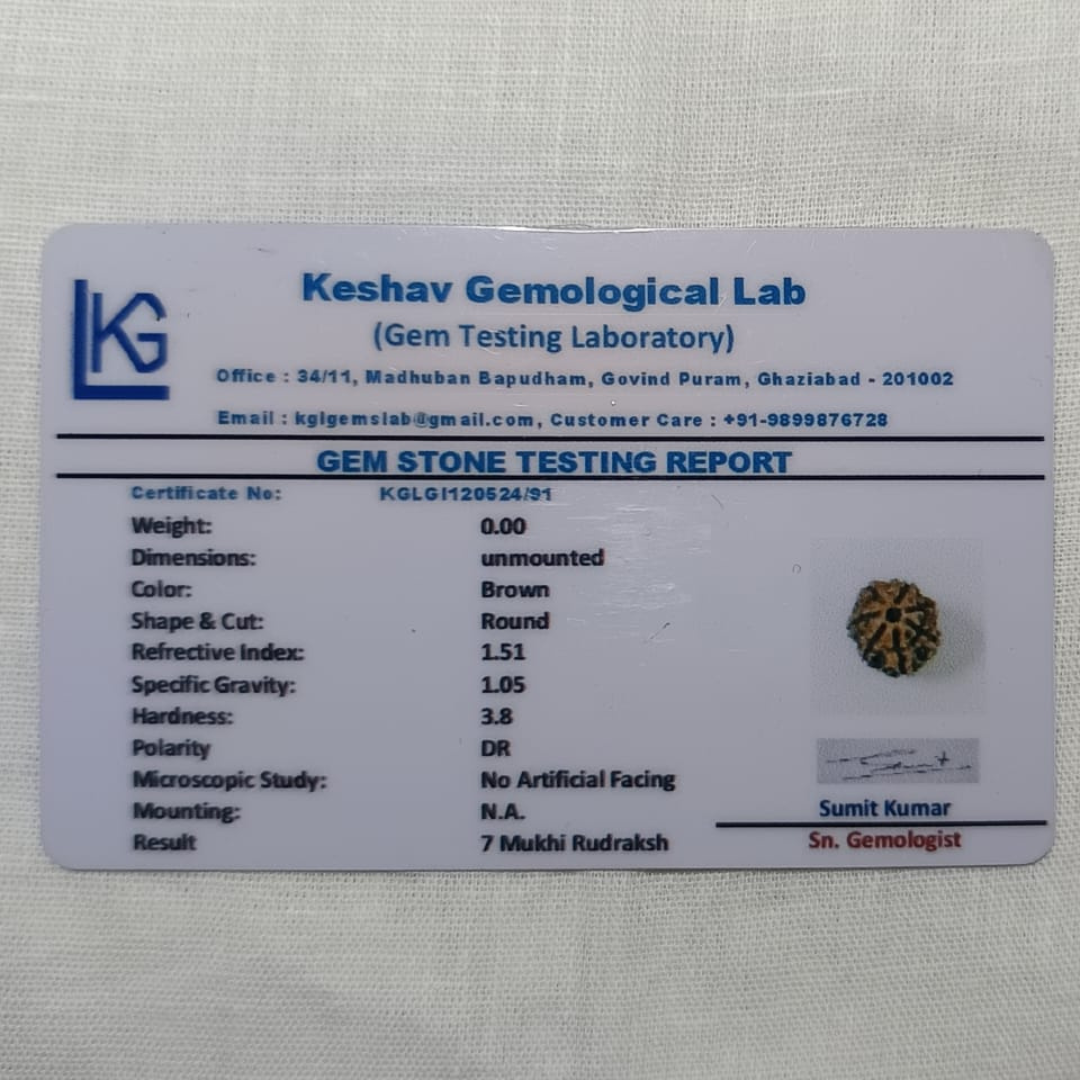 LKG
Keshav Gemological Lab
(Gem Testing Laboratory)
Office : 34/11, Madhuban Bapudham, Govind Puram, Ghaziabad - 201002
Email : kglgemslab@gmail.com, Customer Care : +91-9899876728
GEM STONE TESTING REPORT
Certificate No: KGLGI120524/91
Weight: 0.00
Dimensions: unmounted
Color: Brown
Shape & Cut: Round
Refractive Index: 1.51
Specific Gravity: 1.05
Hardness: 3.8
Polarity DR
Microscopic Study: No Artificial Facing
Mounting: N.A.
Result 7 Mukhi Rudraksh
Sumit
Sumit Kumar
Sn. Gemologist